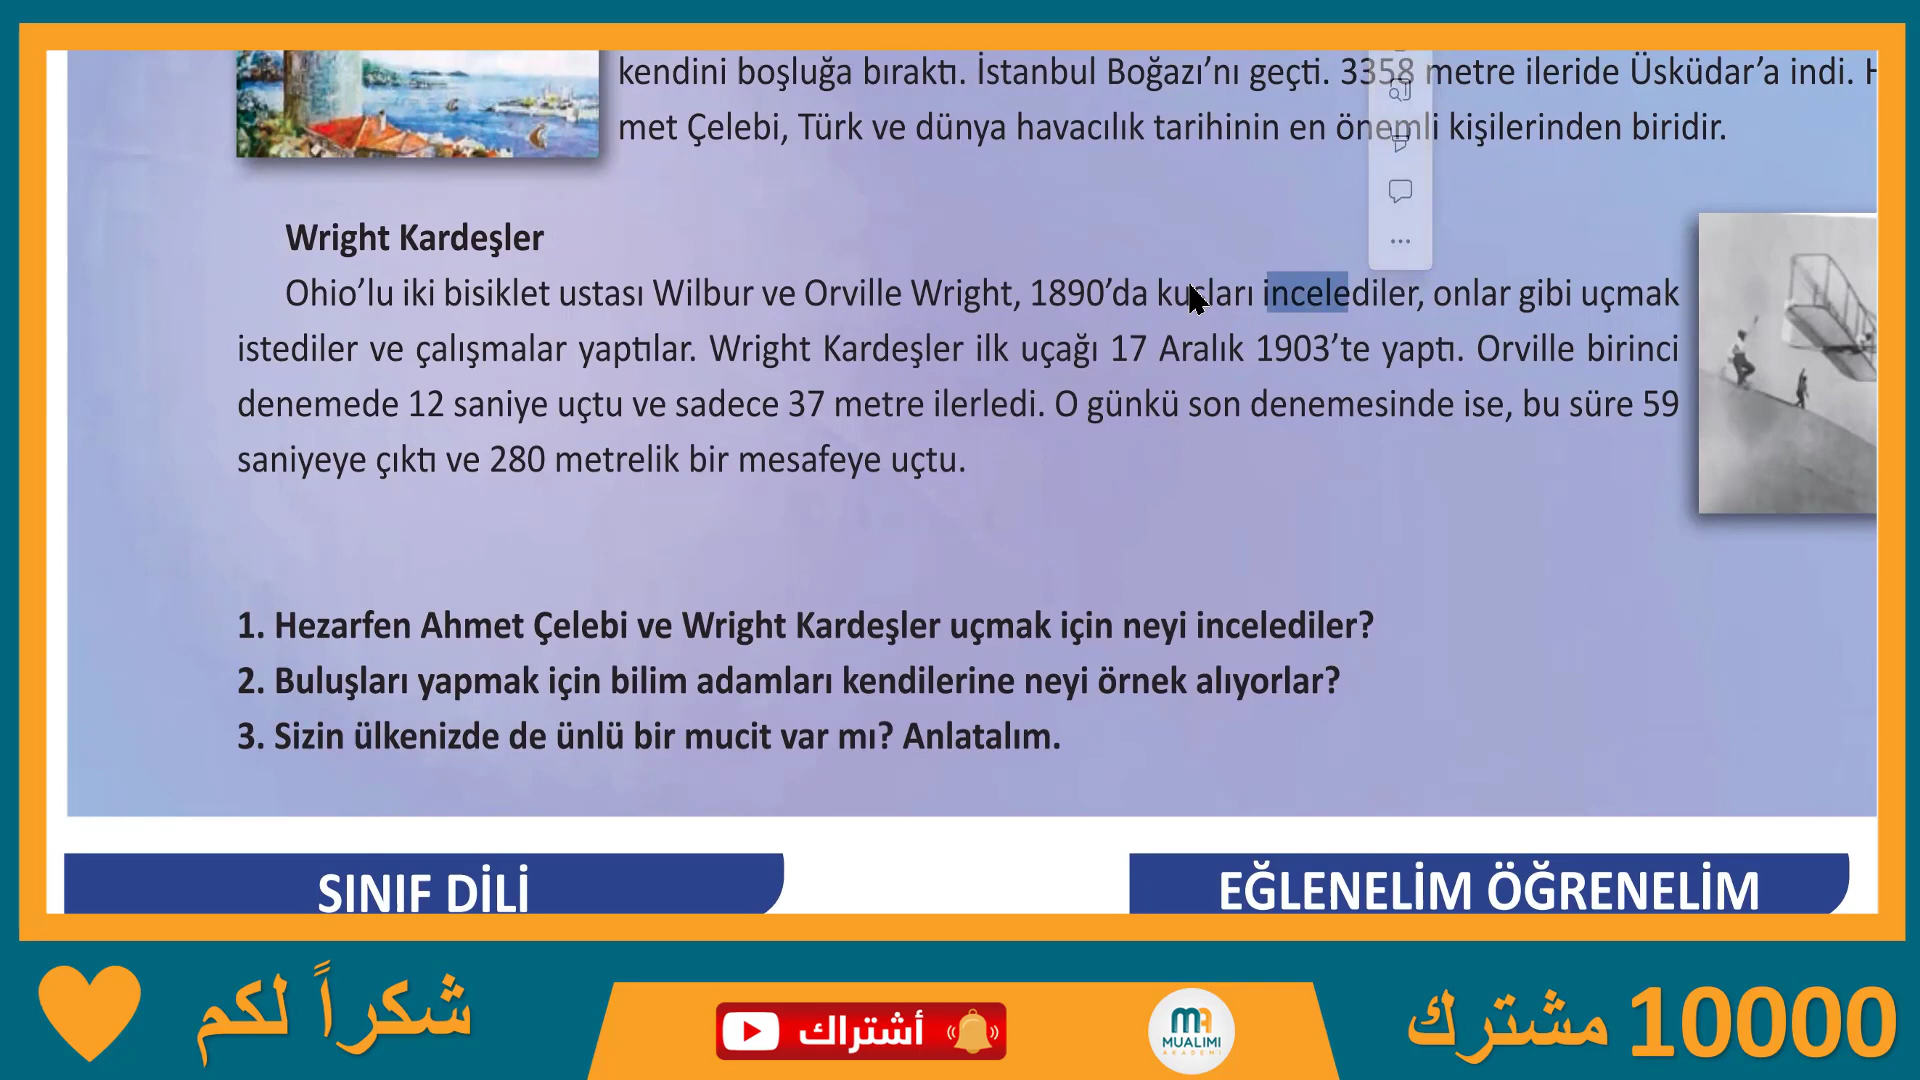 kendini boşluğa bıraktı. İstanbul Boğazı’nı geçti. 3358 metre ileride Üsküdar’a indi.
met Çelebi, Türk ve dünya havacılık tarihinin en önemli kişilerinden biridir.
Wright Kardeşler
Ohio’lu iki bisiklet ustası Wilbur ve Orville Wright, 1890’da kuşları incelediler, onlar gibi uçmak
istediler ve çalışmalar yaptılar. Wright Kardeşler ilk uçağı 17 Aralık 1903’te yaptı. Orville birinci
denemede 12 saniye uçtu ve sadece 37 metre ilerledi. O günkü son denemesinde ise, bu süre 59
saniyeye çıktı ve 280 metrelik bir mesafeye uçtu.
1. Hezarfen Ahmet Çelebi ve Wright Kardeşler uçmak için neyi incelediler?
2. Buluşları yapmak için bilim adamları kendilerine neyi örnek alıyorlar?
3. Sizin ülkenizde de ünlü bir mucit var mı? Anlatalım.
SINIF DİLİ
EĞLENELİM ÖĞRENELİM
شكراً لكم
أشتراك
MUALIMI
AKADEMI
10000 مشترك